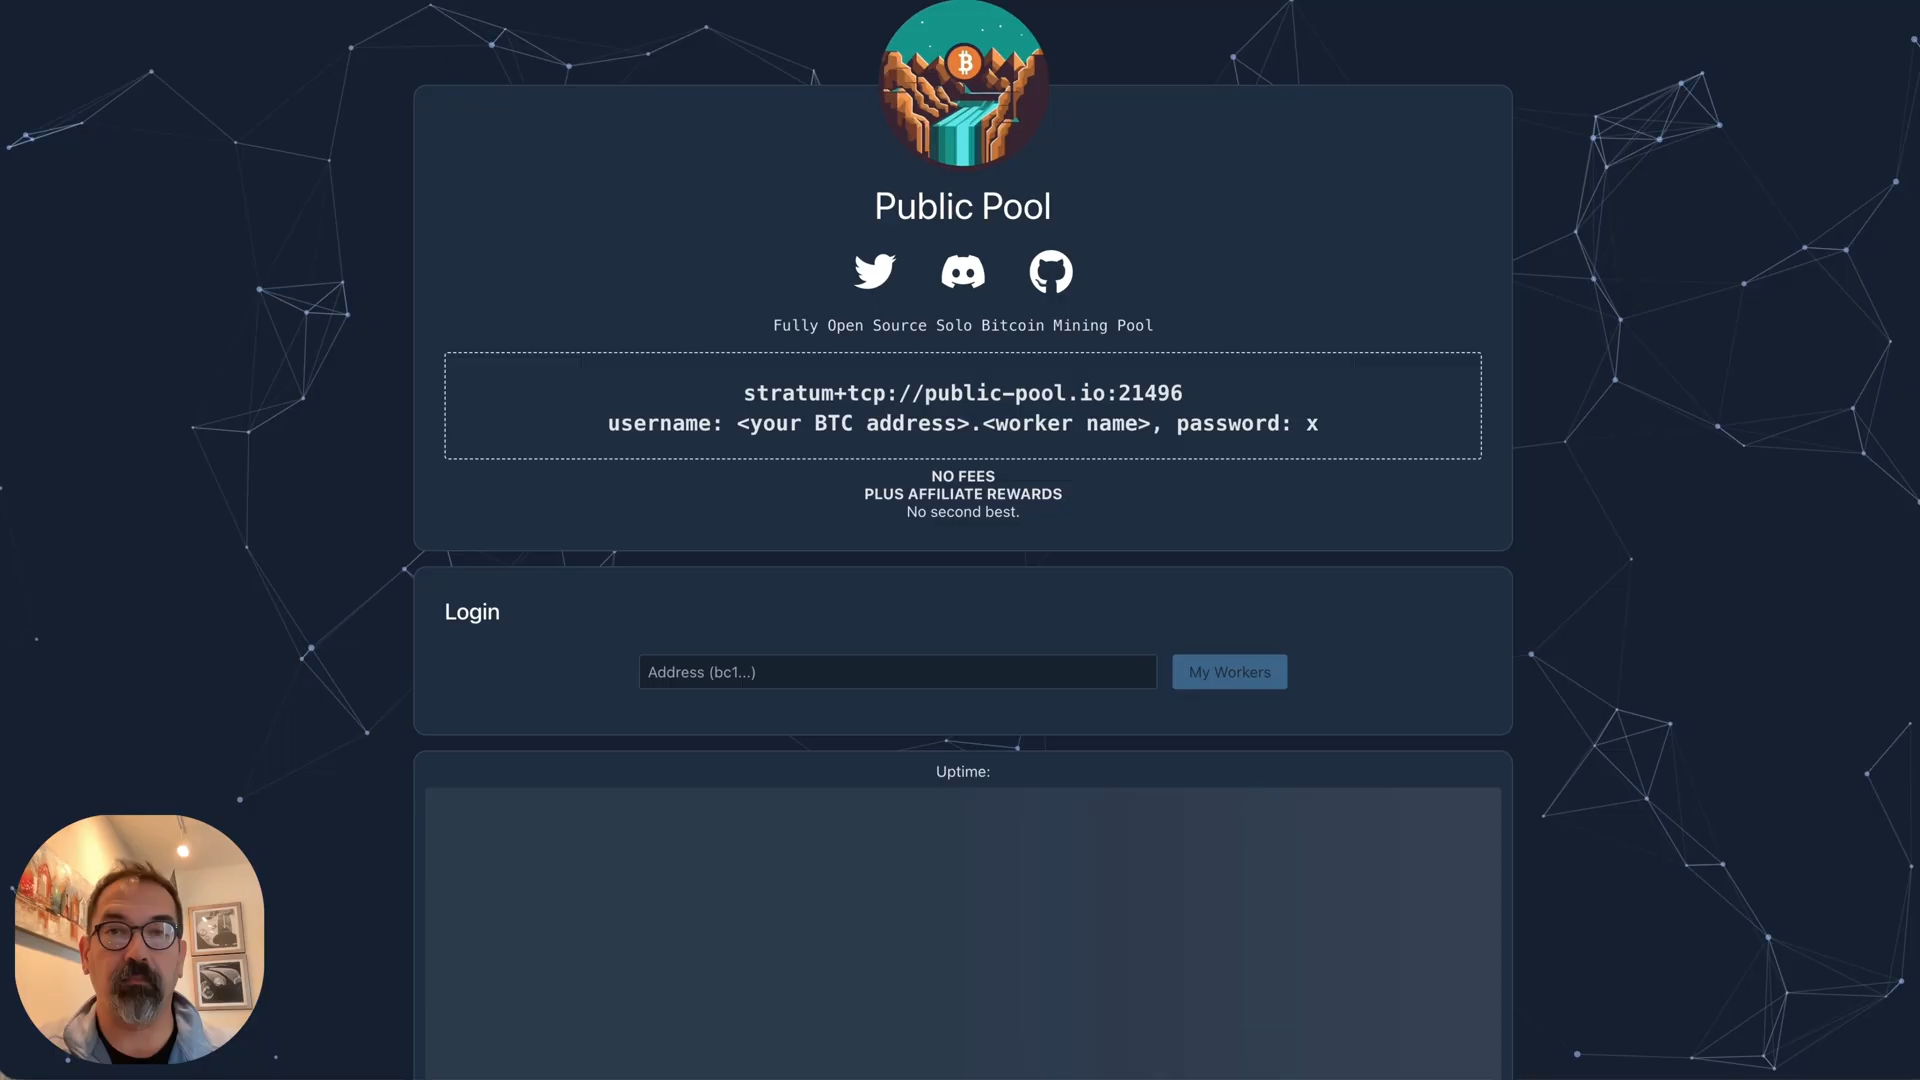 ₿
Public Pool
Fully Open Source Solo Bitcoin Mining Pool
stratum+tcp://public-pool.io:21496
username: <your BTC address>.<worker name>, password: x
NO FEES
PLUS AFFILIATE REWARDS
No second best.
Login
Address (bc1...)
My Workers
Uptime: